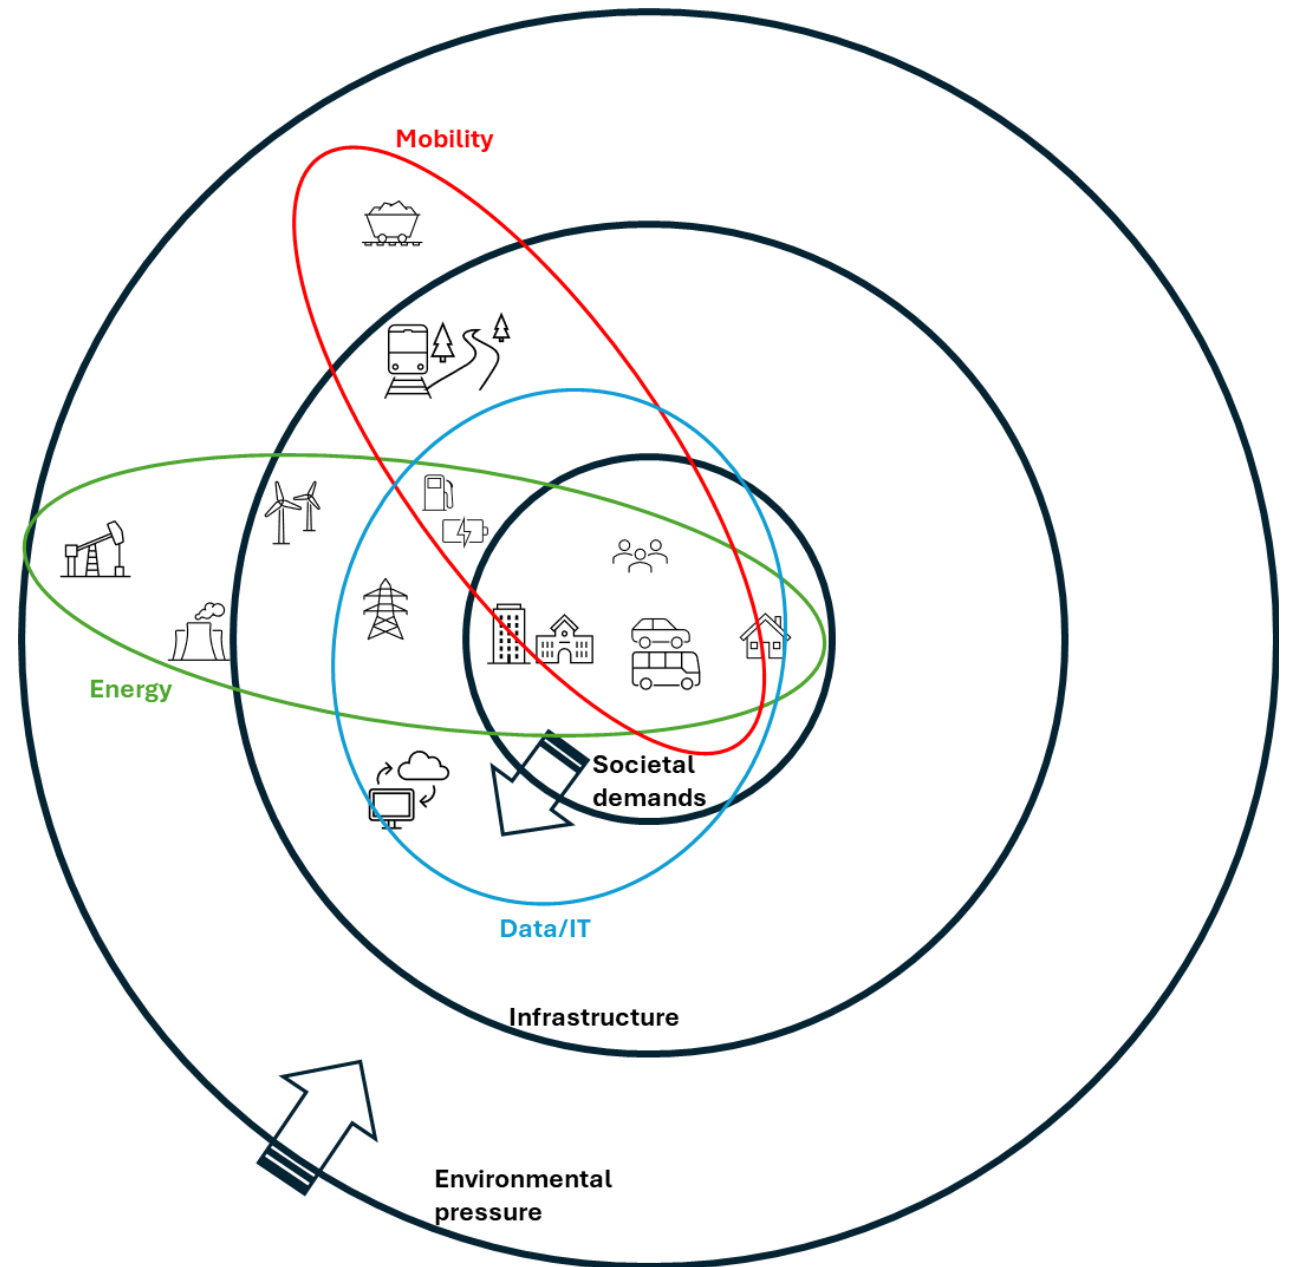 Mobility
Energy
Societal
demands
Data/IT
Infrastructure
Environmental
pressure